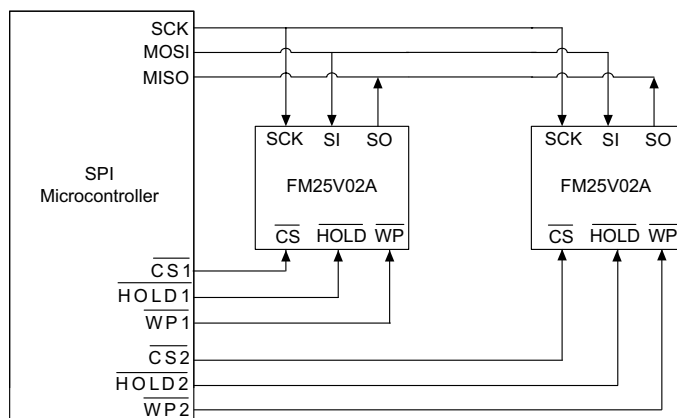 SCK
MOSI
MISO
SPI
Microcontroller
CS1
HOLD1
WP1
CS2
HOLD2
WP2
SCK SI SO
FM25V02A
CS HOLD WP
SCK SI SO
FM25V02A
CS HOLD WP